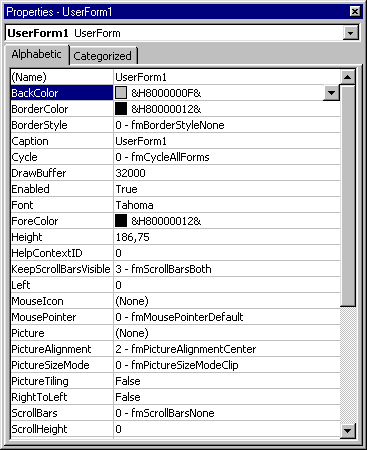 Properties - UserForm1
UserForm1 UserForm
Alphabetic Categorized
(Name) UserForm1
BackColor &H8000000F&
BorderColor &H80000012&
BorderStyle 0 - fmBorderStyleNone
Caption UserForm1
Cycle 0 - fmCycleAllForms
DrawBuffer 32000
Enabled True
Font Tahoma
ForeColor &H80000012&
Height 186,75
HelpContextID 0
KeepScrollBarsVisible 3 - fmScrollBarsBoth
Left 0
MouseIcon (None)
MousePointer 0 - fmMousePointerDefault
Picture (None)
PictureAlignment 2 - fmPictureAlignmentCenter
PictureSizeMode 0 - fmPictureSizeModeClip
PictureTiling False
RightToLeft False
ScrollBars 0 - fmScrollBarsNone
ScrollHeight 0